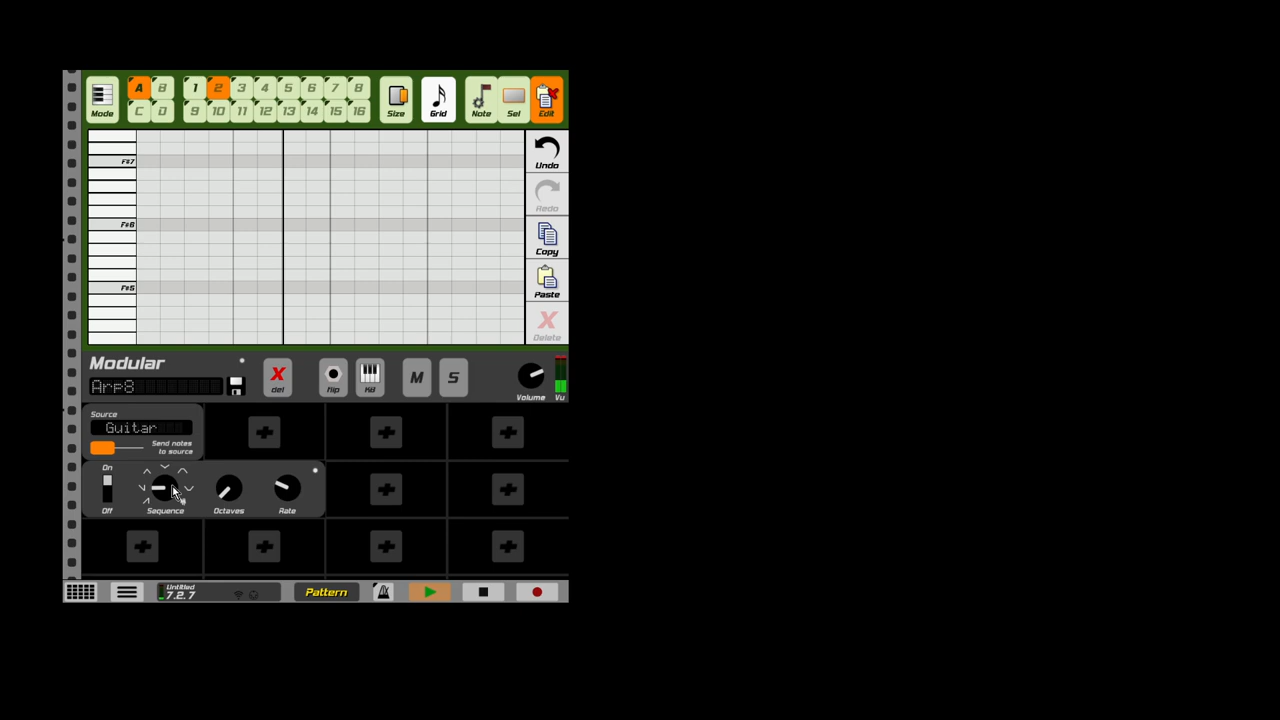 A B 1 2 3 4 5 6 7 8
Mode C D 9 10 11 12 13 14 15 16 Size Grid Note Sel Edit
Undo
F#7
Redo
F#6
Copy
F#5
Paste
Delete
Modular
Arp8 X del flip KB M S Volume Vu
Source
Guitar
Send notes
to source
On
Off Sequence Octaves Rate
Untitled
7.2.7 Pattern